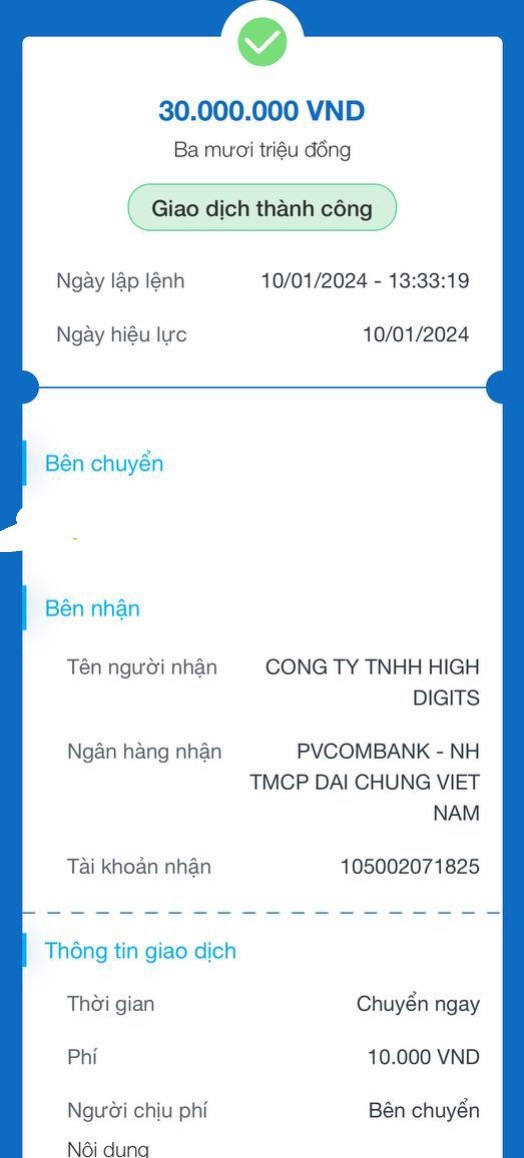 30.000.000 VND
Ba mươi triệu đồng
Giao dịch thành công
Ngày lập lệnh 10/01/2024 - 13:33:19
Ngày hiệu lực 10/01/2024
Bên chuyển
Bên nhận
Tên người nhận CONG TY TNHH HIGH
DIGITS
Ngân hàng nhận PVCOMBANK - NH
TMCP DAI CHUNG VIET
NAM
Tài khoản nhận 105002071825
Thông tin giao dịch
Thời gian Chuyển ngay
Phí 10.000 VND
Người chịu phí Bên chuyển
Nội dung